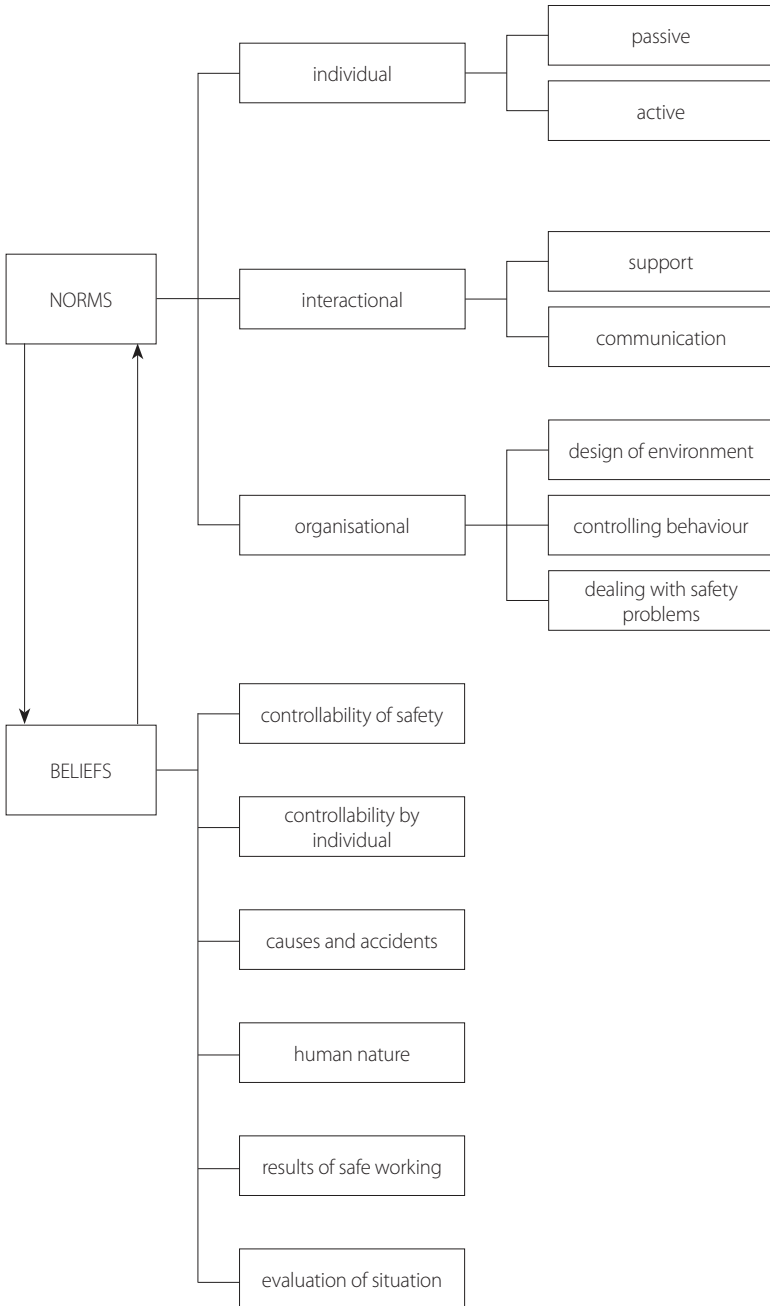 passive
individual
active
support
NORMS
interactional
communication
design of environment
organisational
controlling behaviour
dealing with safety
problems
controllability of safety
BELIEFS
controllability by
individual
causes and accidents
human nature
results of safe working
evaluation of situation